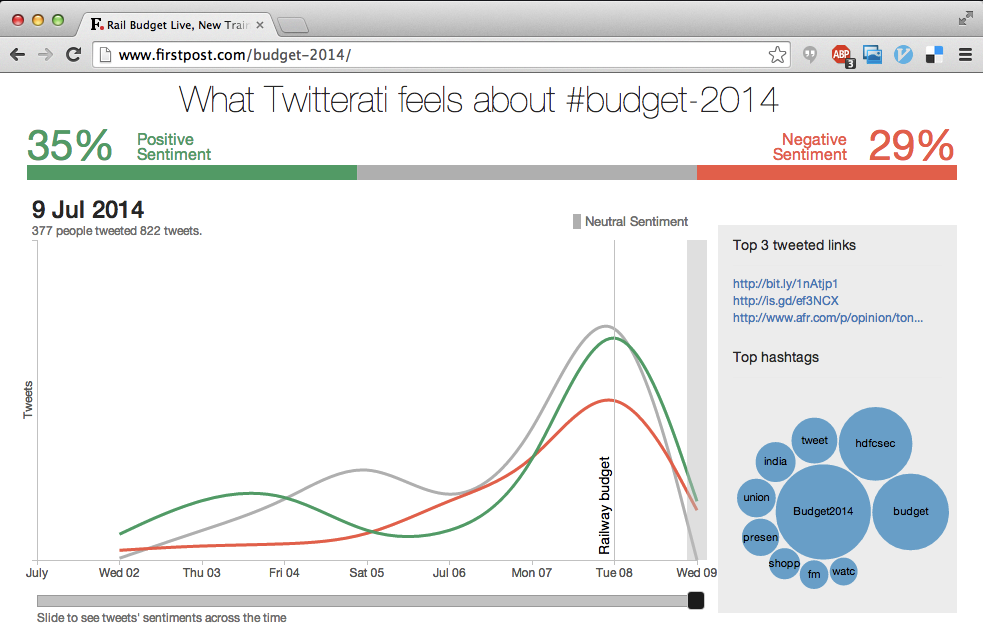 F. Rail Budget Live, New Train
www.firstpost.com/budget-2014/
ABP
3
What Twitterati feels about #budget-2014
35%
Positive
Sentiment
Negative
Sentiment
29%
9 Jul 2014
377 people tweeted 822 tweets.
Neutral Sentiment
Tweets
Railway budget
July
Wed 02
Thu 03
Fri 04
Sat 05
Jul 06
Mon 07
Tue 08
Wed 09
Slide to see tweets' sentiments across the time
Top 3 tweeted links
http://bit.ly/1nAtjp1
http://is.gd/ef3NCX
http://www.afr.com/p/opinion/ton...
Top hashtags
tweet
hdfcsec
india
union
Budget2014
budget
presen
shopp
fm
watc